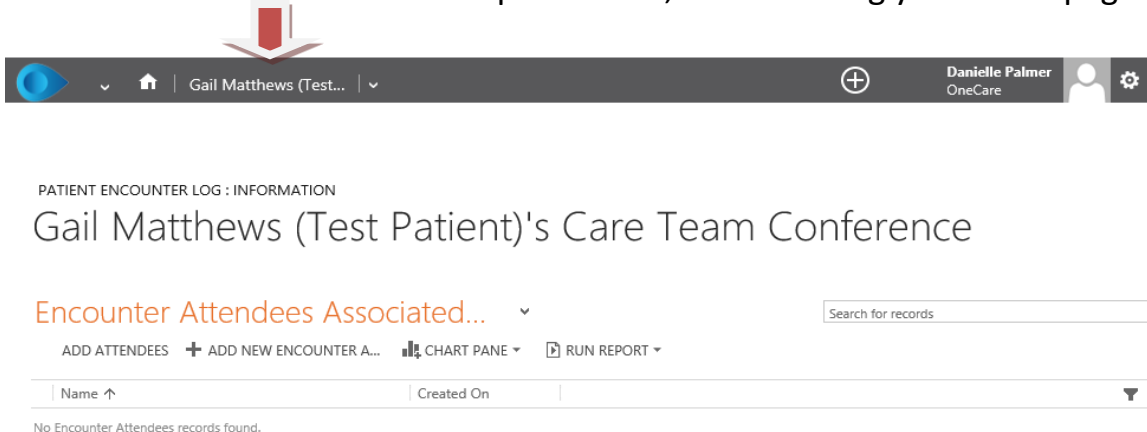 Gail Matthews (Test...
Danielle Palmer
OneCare
PATIENT ENCOUNTER LOG : INFORMATION
Gail Matthews (Test Patient)'s Care Team Conference
Encounter Attendees Associated...
Search for records
ADD ATTENDEES ADD NEW ENCOUNTER A... CHART PANE RUN REPORT
Name Created On
No Encounter Attendees records found.